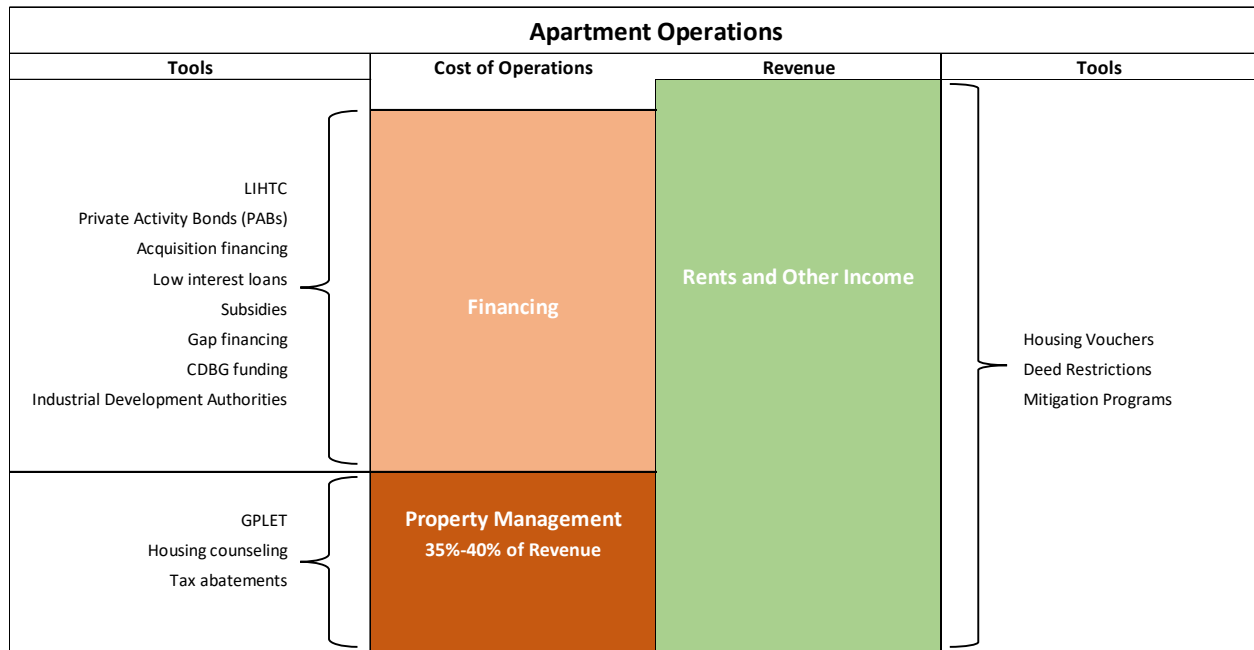 Apartment Operations
Tools
Cost of Operations
Revenue
Tools
LIHTC
Private Activity Bonds (PABs)
Acquisition financing
Low interest loans
Subsidies
Gap financing
CDBG funding
Industrial Development Authorities
Financing
Rents and Other Income
Housing Vouchers
Deed Restrictions
Mitigation Programs
GPLET
Housing counseling
Tax abatements
Property Management
35%-40% of Revenue